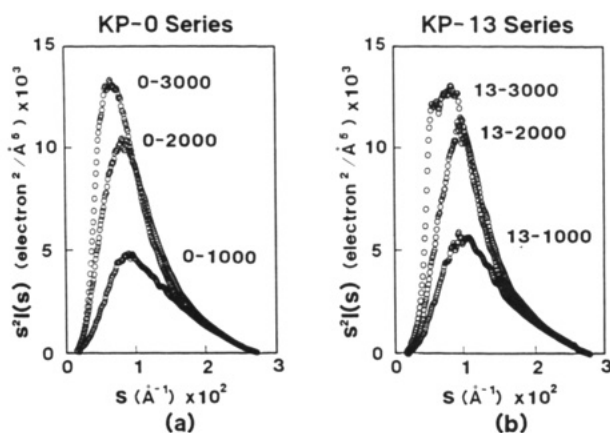 KP-0 Series
15
10
5
0
s²I(s) (electron²/Å⁵) x10³
0-3000
0-2000
0-1000
0 1 2 3
S (Å⁻¹) x10²
(a)
KP-13 Series
15
10
5
0
s²I(s) (electron²/Å⁵) x10³
13-3000
13-2000
13-1000
0 1 2 3
S (Å⁻¹) x10²
(b)